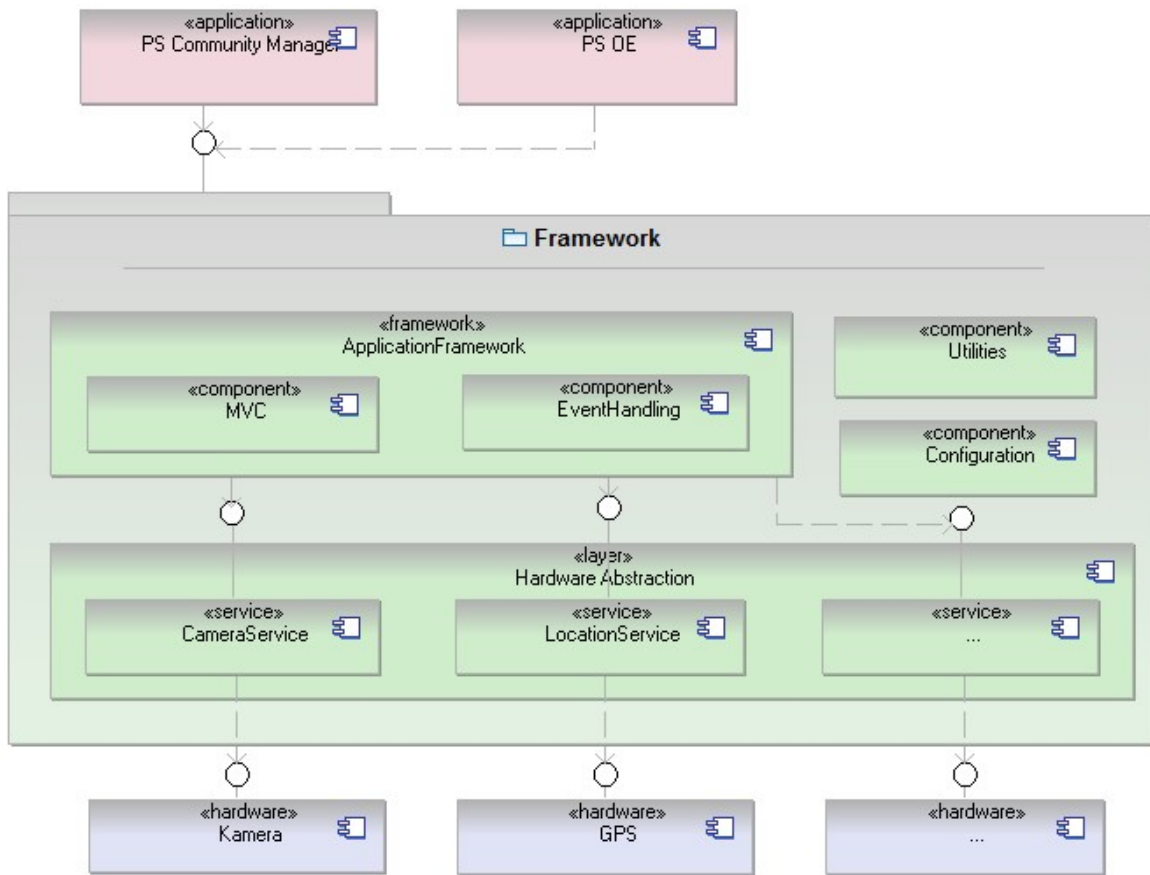 «application»
PS Community Manager
«application»
PS OE
Framework
«framework»
ApplicationFramework
«component»
MVC
«component»
EventHandling
«component»
Utilities
«component»
Configuration
«layer»
Hardware Abstraction
«service»
CameraService
«service»
LocationService
«service»
...
«hardware»
Kamera
«hardware»
GPS
«hardware»
...